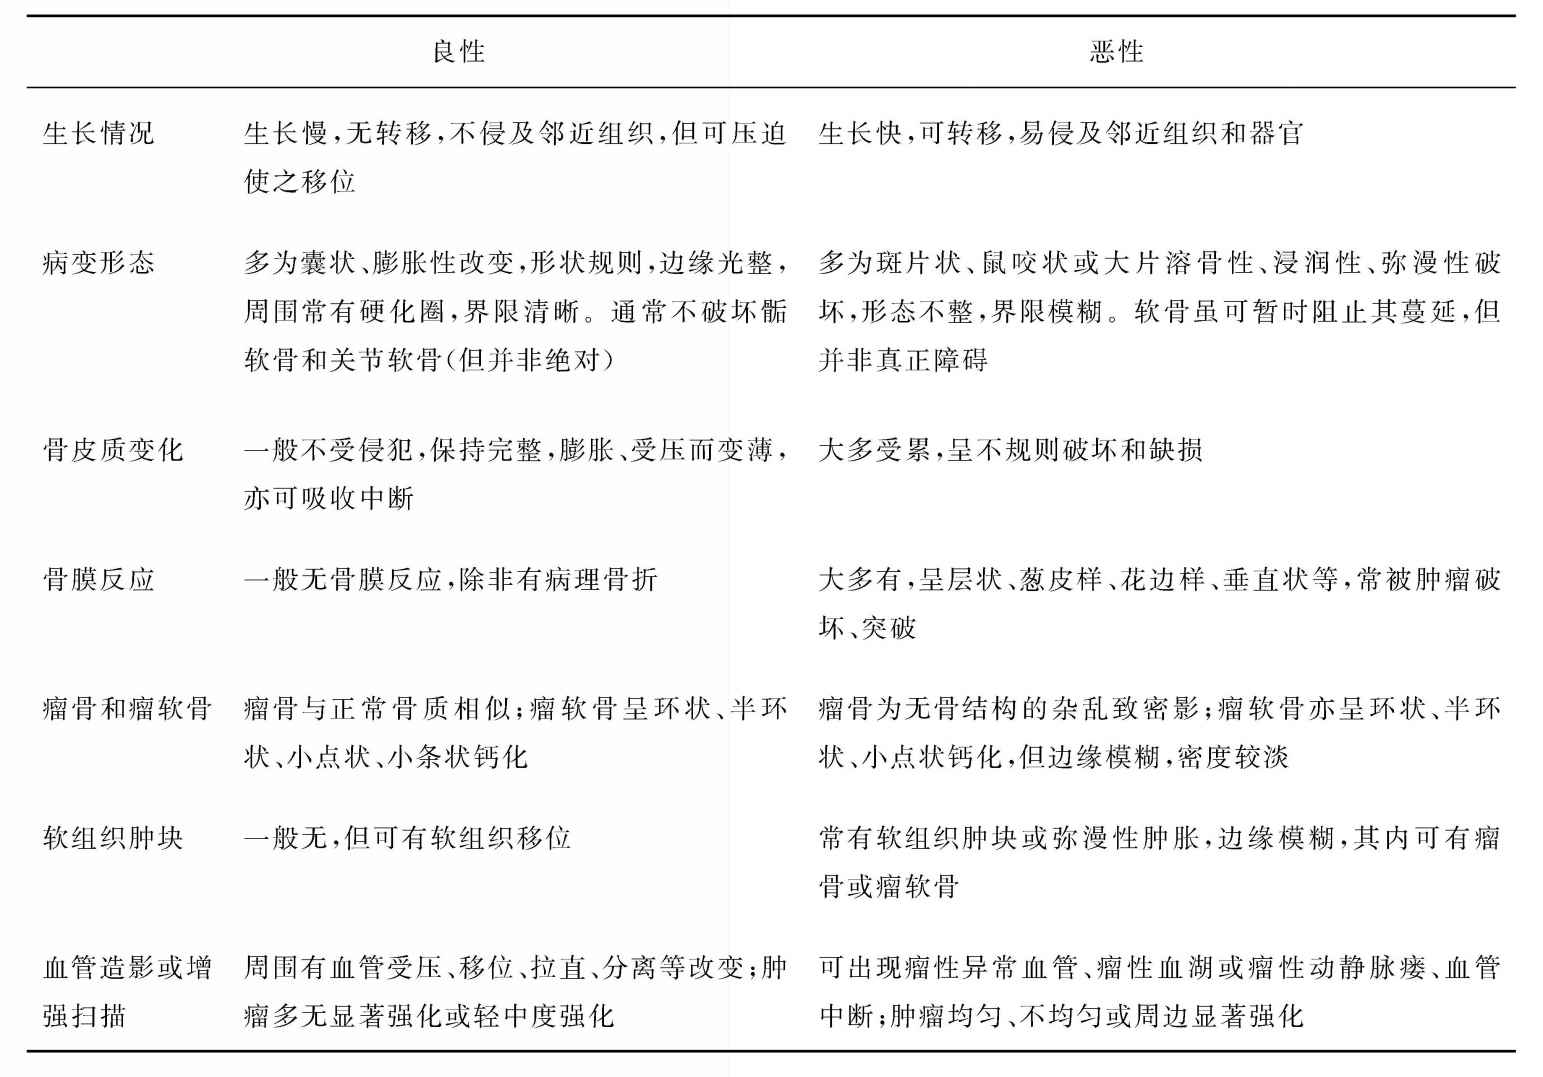 良性 恶性
生长情况 生长慢,无转移,不侵及邻近组织,但可压迫 生长快,可转移,易侵及邻近组织和器官
使之移位
病变形态 多为囊状、膨胀性改变,形状规则,边缘光整, 多为斑片状、鼠咬状或大片溶骨性、浸润性、弥漫性破
周围常有硬化圈,界限清晰。通常不破坏骺 坏,形态不整,界限模糊。软骨虽可暂时阻止其蔓延,但
软骨和关节软骨(但并非绝对) 并非真正障碍
骨皮质变化 一般不受侵犯,保持完整,膨胀、受压而变薄, 大多受累,呈不规则破坏和缺损
亦可吸收中断
骨膜反应 一般无骨膜反应,除非有病理骨折 大多有,呈层状、葱皮样、花边样、垂直状等,常被肿瘤破
坏、突破
瘤骨和瘤软骨 瘤骨与正常骨质相似;瘤软骨呈环状、半环 瘤骨为无骨结构的杂乱致密影;瘤软骨亦呈环状、半环
状、小点状、小条状钙化 状、小点状钙化,但边缘模糊,密度较淡
软组织肿块 一般无,但可有软组织移位 常有软组织肿块或弥漫性肿胀,边缘模糊,其内可有瘤
骨或瘤软骨
血管造影或增 周围有血管受压、移位、拉直、分离等改变;肿 可出现瘤性异常血管、瘤性血湖或瘤性动静脉瘘、血管
强扫描 瘤多无显著强化或轻中度强化 中断;肿瘤均匀、不均匀或周边显著强化